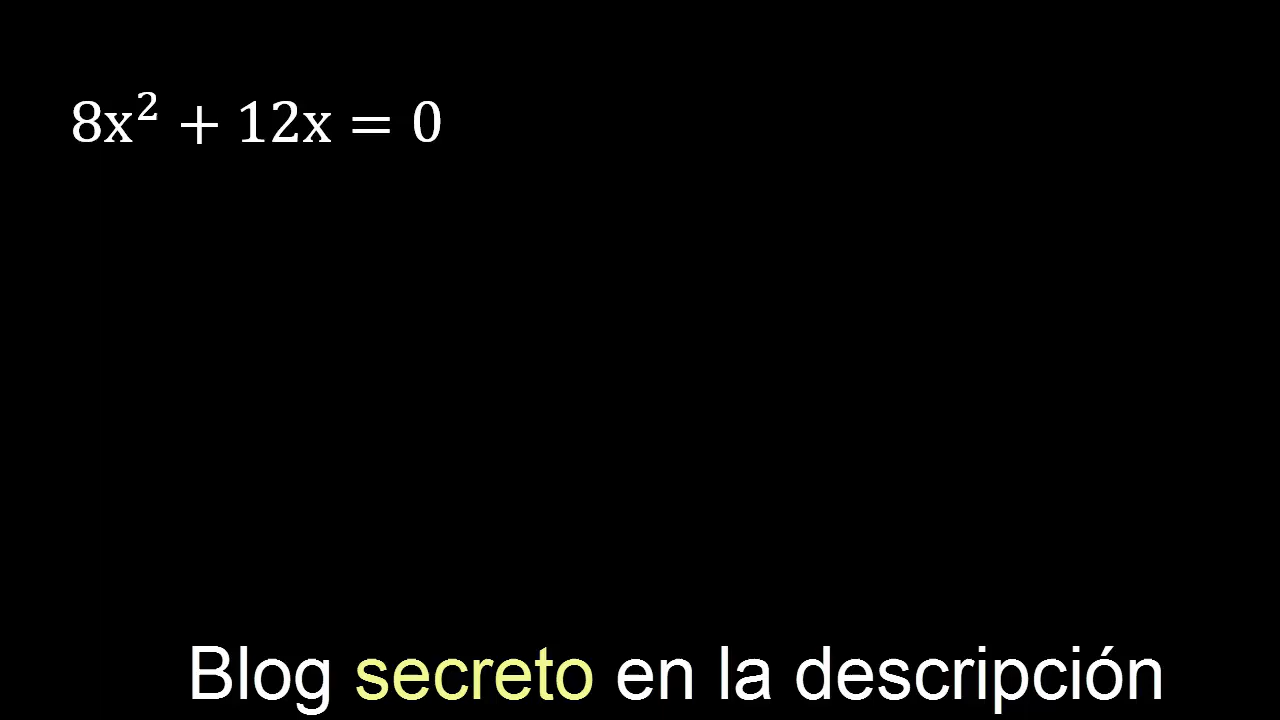 8x² + 12x = 0
Blog secreto en la descripción